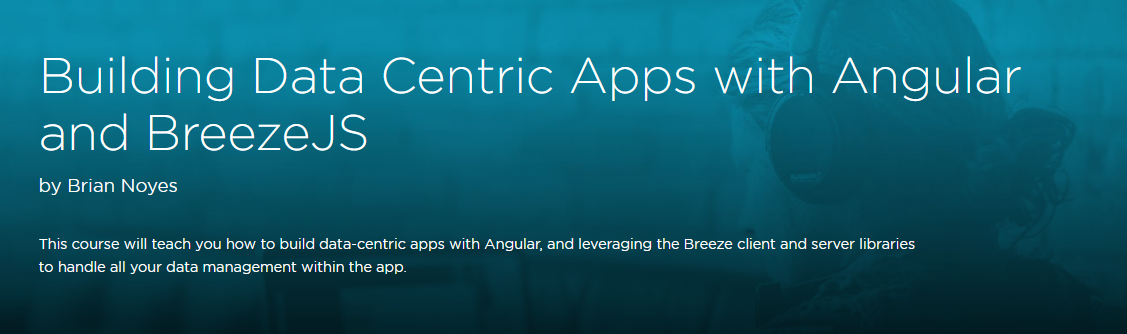 Building Data Centric Apps with Angular
and BreezeJS
by Brian Noyes
This course will teach you how to build data-centric apps with Angular, and leveraging the Breeze client and server libraries
to handle all your data management within the app.